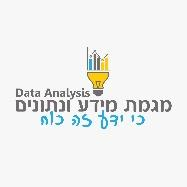 Data Analysis
מגמת מידע ונתונים
כי ידע זה כוח